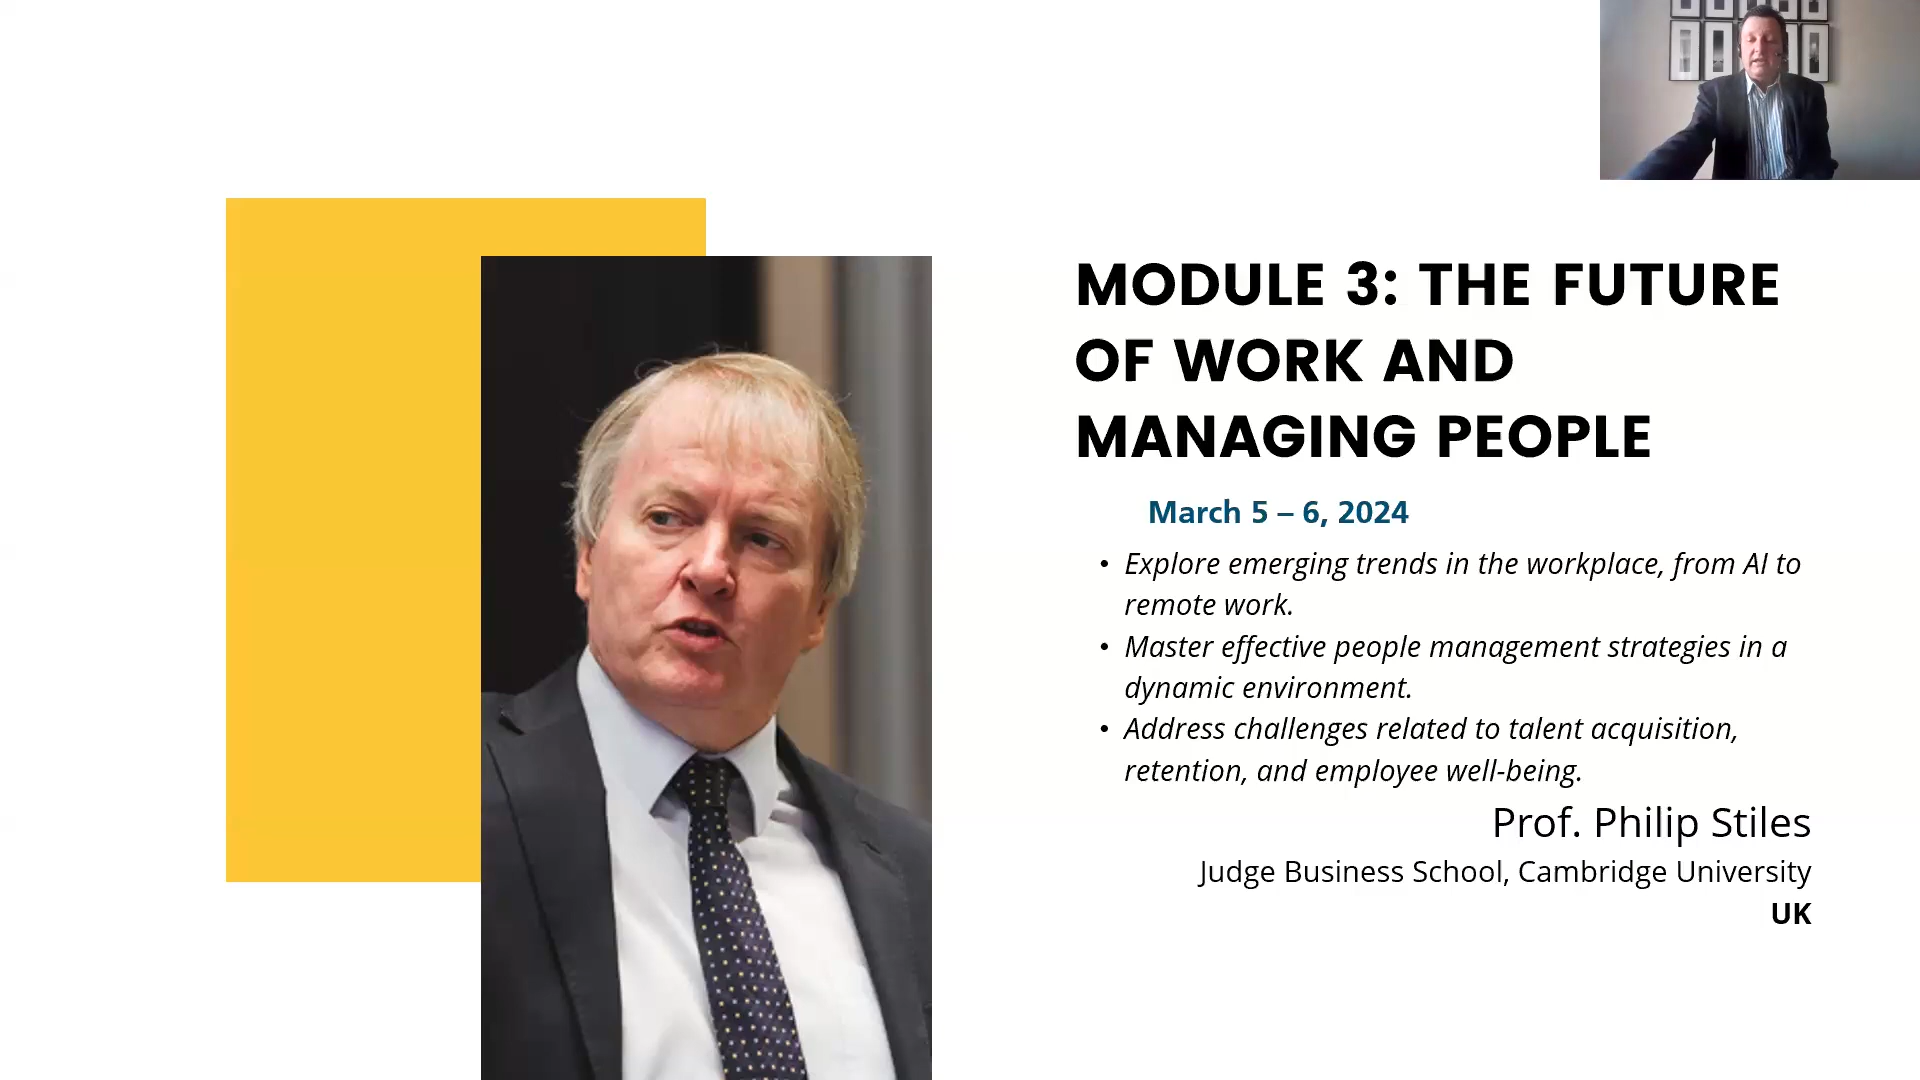 MODULE 3: THE FUTURE
OF WORK AND
MANAGING PEOPLE
March 5 – 6, 2024
• Explore emerging trends in the workplace, from AI to
remote work.
• Master effective people management strategies in a
dynamic environment.
• Address challenges related to talent acquisition,
retention, and employee well-being.
Prof. Philip Stiles
Judge Business School, Cambridge University
UK